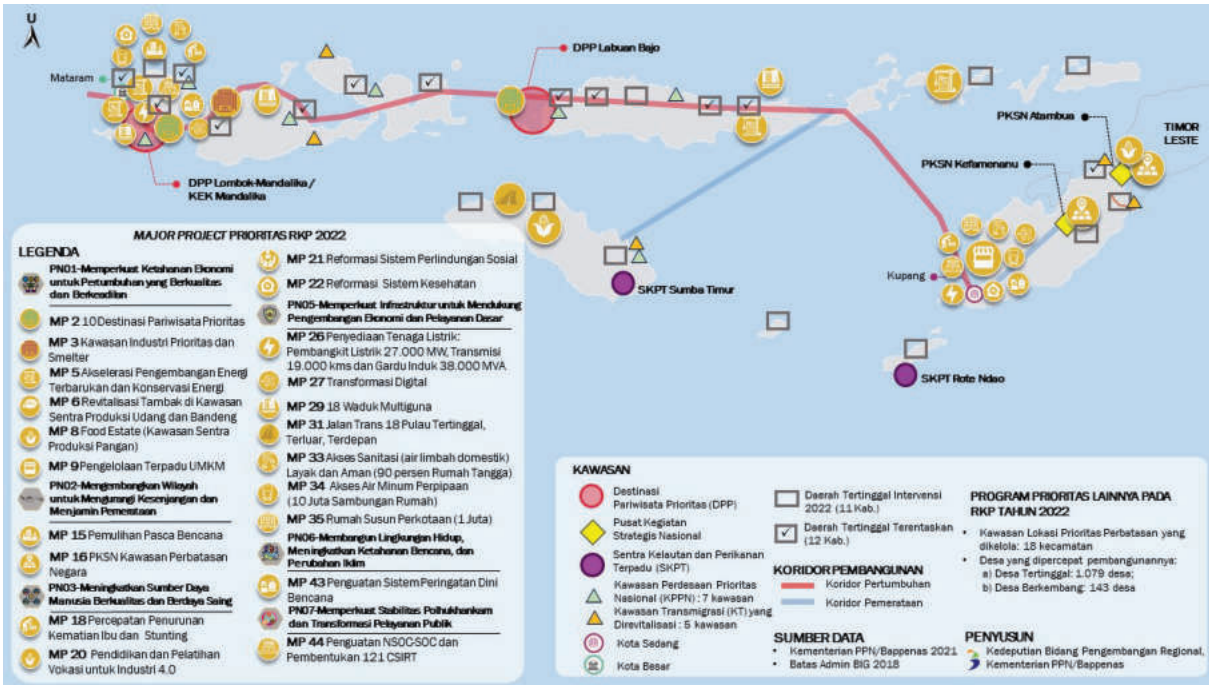 U
Mataram
DPP Labuan Bajo
DPP Lombok-Mandalika /
KEK Mandalika
PKSN Atambua
TIMOR
LESTE
PKSN Kefamenanu
Kupang
SKPT Sumba Timur
SKPT Rote Ndao
MAJOR PROJECT PRIORITAS RKP 2022
LEGENDA
PN01-Memperkuat Ketahanan Ekonomi
untuk Pertumbuhan yang Berkualitas
dan Berkeadilan
MP 2 10 Destinasi Pariwisata Prioritas
MP 3 Kawasan Industri Prioritas dan
Smelter
MP 5 Akselerasi Pengembangan Energi
Terbarukan dan Konservasi Energi
MP 6 Revitalisasi Tambak di Kawasan
Sentra Produksi Udang dan Bandeng
MP 8 Food Estate (Kawasan Sentra
Produksi Pangan)
MP 9 Pengelolaan Terpadu UMKM
PN02-Mengembangkan Wilayah
untuk Mengurangi Kesenjangan dan
Menjamin Pemerataan
MP 15 Pemulihan Pasca Bencana
MP 16 PKSN Kawasan Perbatasan
Negara
PN03-Meningkatkan Sumber Daya
Manusia Berkualitas dan Berdaya Saing
MP 18 Percepatan Penurunan
Kematian Ibu dan Stunting
MP 20 Pendidikan dan Pelatihan
Vokasi untuk Industri 4.0
MP 21 Reformasi Sistem Perlindungan Sosial
MP 22 Reformasi Sistem Kesehatan
PN05-Memperkuat Infrastruktur untuk Mendukung
Pengembangan Ekonomi dan Pelayanan Dasar
MP 26 Penyediaan Tenaga Listrik:
Pembangkit Listrik 27.000 MW, Transmisi
19.000 kms dan Gardu Induk 38.000 MVA
MP 27 Transformasi Digital
MP 29 18 Waduk Multiguna
MP 31 Jalan Trans 18 Pulau Tertinggal,
Terluar, Terdepan
MP 33 Akses Sanitasi (air limbah domestik)
Layak dan Aman (90 persen Rumah Tangga)
MP 34 Akses Air Minum Perpipaan
(10 Juta Sambungan Rumah)
MP 35 Rumah Susun Perkotaan (1 Juta)
PN06-Membangun Lingkungan Hidup,
Meningkatkan Ketahanan Bencana, dan
Perubahan Iklim
MP 43 Penguatan Sistem Peringatan Dini
Bencana
PN07-Memperkuat Stabilitas Polhukhankam
dan Transformasi Pelayanan Publik
MP 44 Penguatan NSOC-SOC dan
Pembentukan 121 CSIRT
KAWASAN
Destinasi
Pariwisata Prioritas (DPP)
Pusat Kegiatan
Strategis Nasional
Sentra Kelautan dan Perikanan
Terpadu (SKPT)
Kawasan Perdesaan Prioritas
Nasional (KPPN) : 7 kawasan
Kawasan Transmigrasi (KT) yang
Direvitalisasi : 5 kawasan
Kota Sedang
Kota Besar
Daerah Tertinggal Intervensi
2022 (11 Kab.)
Daerah Tertinggal Terentaskan
(12 Kab.)
KORIDOR PEMBANGUNAN
Koridor Pertumbuhan
Koridor Pemerataan
SUMBER DATA
• Kementerian PPN/Bappenas 2021
• Batas Admin BIG 2018
PROGRAM PRIORITAS LAINNYA PADA
RKP TAHUN 2022
• Kawasan Lokasi Prioritas Perbatasan yang
dikelola: 18 kecamatan
• Desa yang dipercepat pembangunannya:
a) Desa Tertinggal: 1.079 desa;
b) Desa Berkembang: 143 desa
PENYUSUN
Kedeputian Bidang Pengembangan Regional,
Kementerian PPN/Bappenas